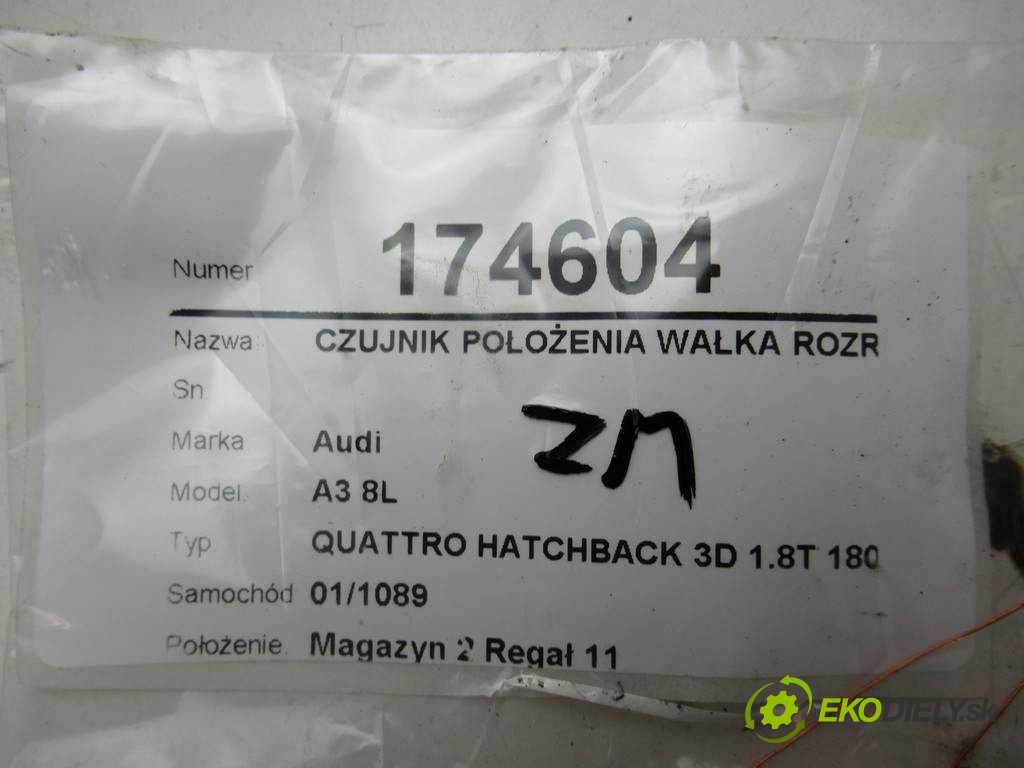 Numer 174604
Nazwa: CZUJNIK POŁOŻENIA WAŁKA ROZR
Sn.
Marka Audi
ZM
Model. A3 8L
Typ. QUATTRO HATCHBACK 3D 1.8T 180
Samochód 01/1089
Położenie. Magazyn 2 Regał 11
EKODIELY.sk